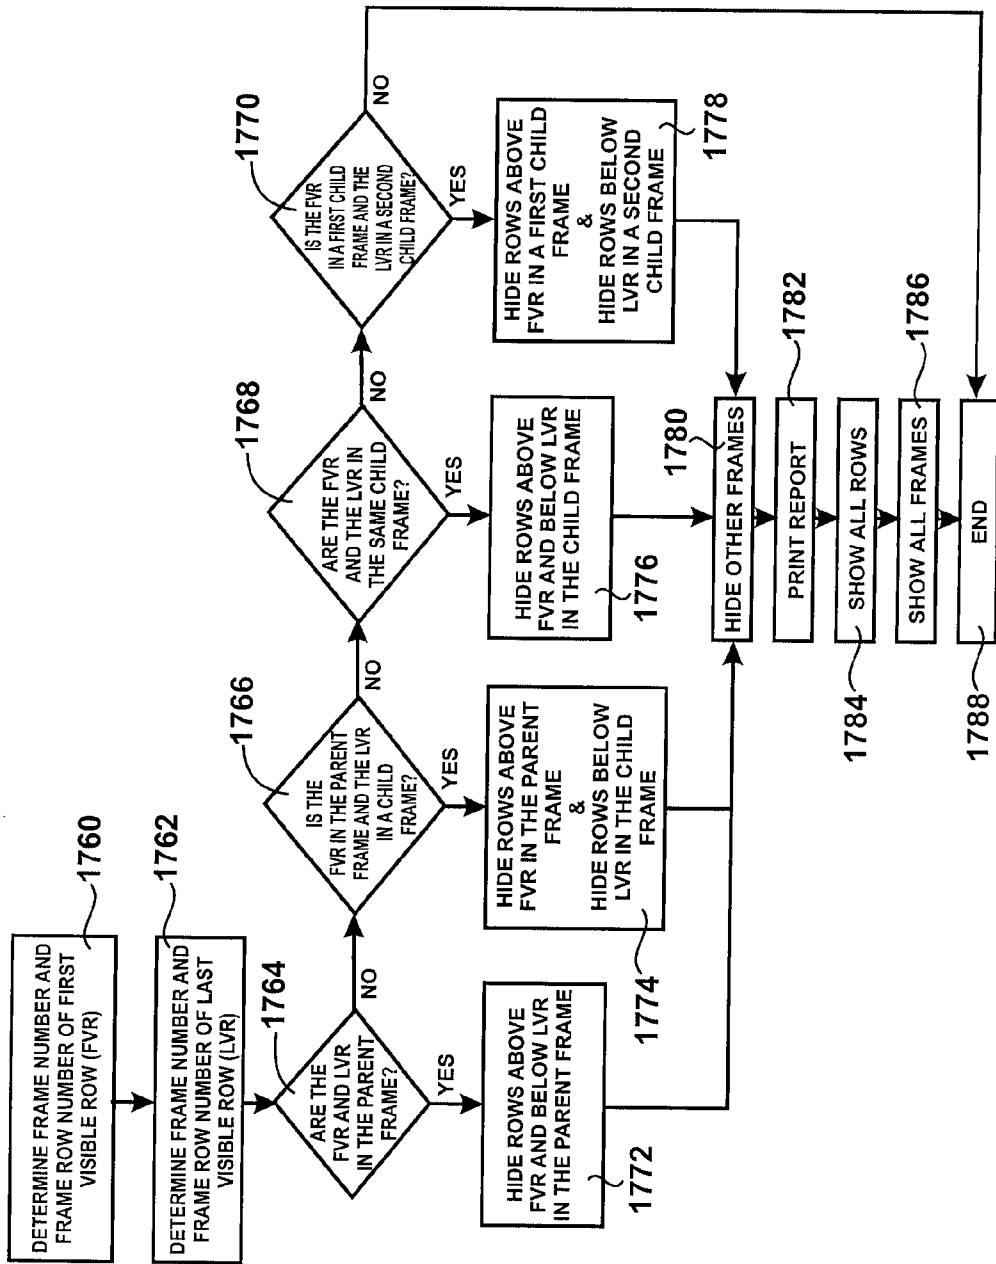 DETERMINE FRAME NUMBER AND
FRAME ROW NUMBER OF FIRST
VISIBLE ROW (FVR)
1760
DETERMINE FRAME NUMBER AND
FRAME ROW NUMBER OF LAST
VISIBLE ROW (LVR)
1762
ARE THE
FVR AND LVR
IN THE PARENT
FRAME?
1764
NO
YES
IS THE
FVR IN THE PARENT
FRAME AND THE LVR
IN A CHILD
FRAME?
1766
NO
YES
ARE THE FVR
AND THE LVR IN
THE SAME CHILD
FRAME?
1768
NO
YES
IS THE FVR
IN A FIRST CHILD
FRAME AND THE
LVR IN A SECOND
CHILD FRAME?
1770
NO
YES
HIDE ROWS ABOVE
FVR AND BELOW LVR
IN THE PARENT FRAME
1772
HIDE ROWS ABOVE
FVR IN THE PARENT
FRAME
&
HIDE ROWS BELOW
LVR IN THE CHILD
FRAME
1774
HIDE ROWS ABOVE
FVR AND BELOW LVR
IN THE CHILD FRAME
1776
HIDE ROWS ABOVE
FVR IN A FIRST CHILD
FRAME
&
HIDE ROWS BELOW
LVR IN A SECOND
CHILD FRAME
1778
HIDE OTHER FRAMES
1780
PRINT REPORT
1782
SHOW ALL ROWS
1784
SHOW ALL FRAMES
1786
END
1788